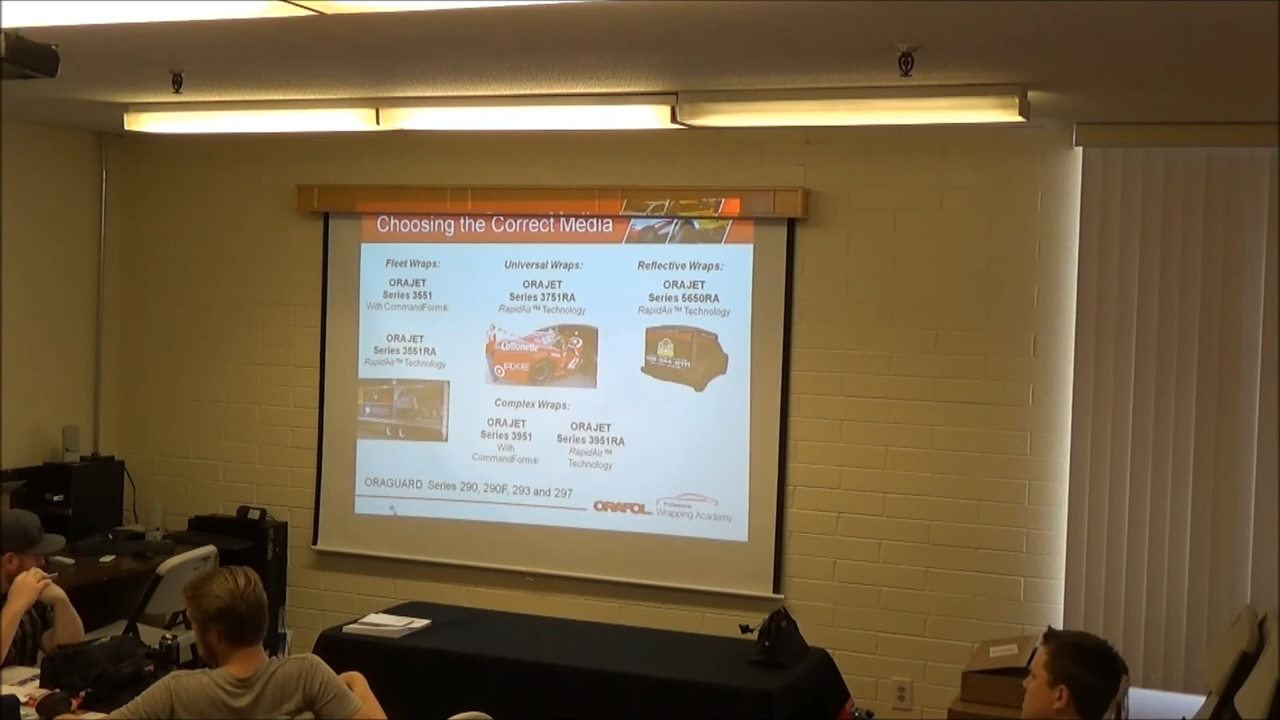 Choosing the Correct Media
Fleet Wraps:
ORAJET
Series 3551
With CommandForm®
ORAJET
Series 3551RA
RapidAir™ Technology
Universal Wraps:
ORAJET
Series 3751RA
RapidAir™ Technology
Reflective Wraps:
ORAJET
Series 5650RA
RapidAir™ Technology
AXE
Complex Wraps:
ORAJET
Series 3951
With
CommandForm®
ORAJET
Series 3951RA
RapidAir™
Technology
ORAGUARD Series 290, 290F, 293 and 297
ORAFOL
Professional
Wrapping Academy